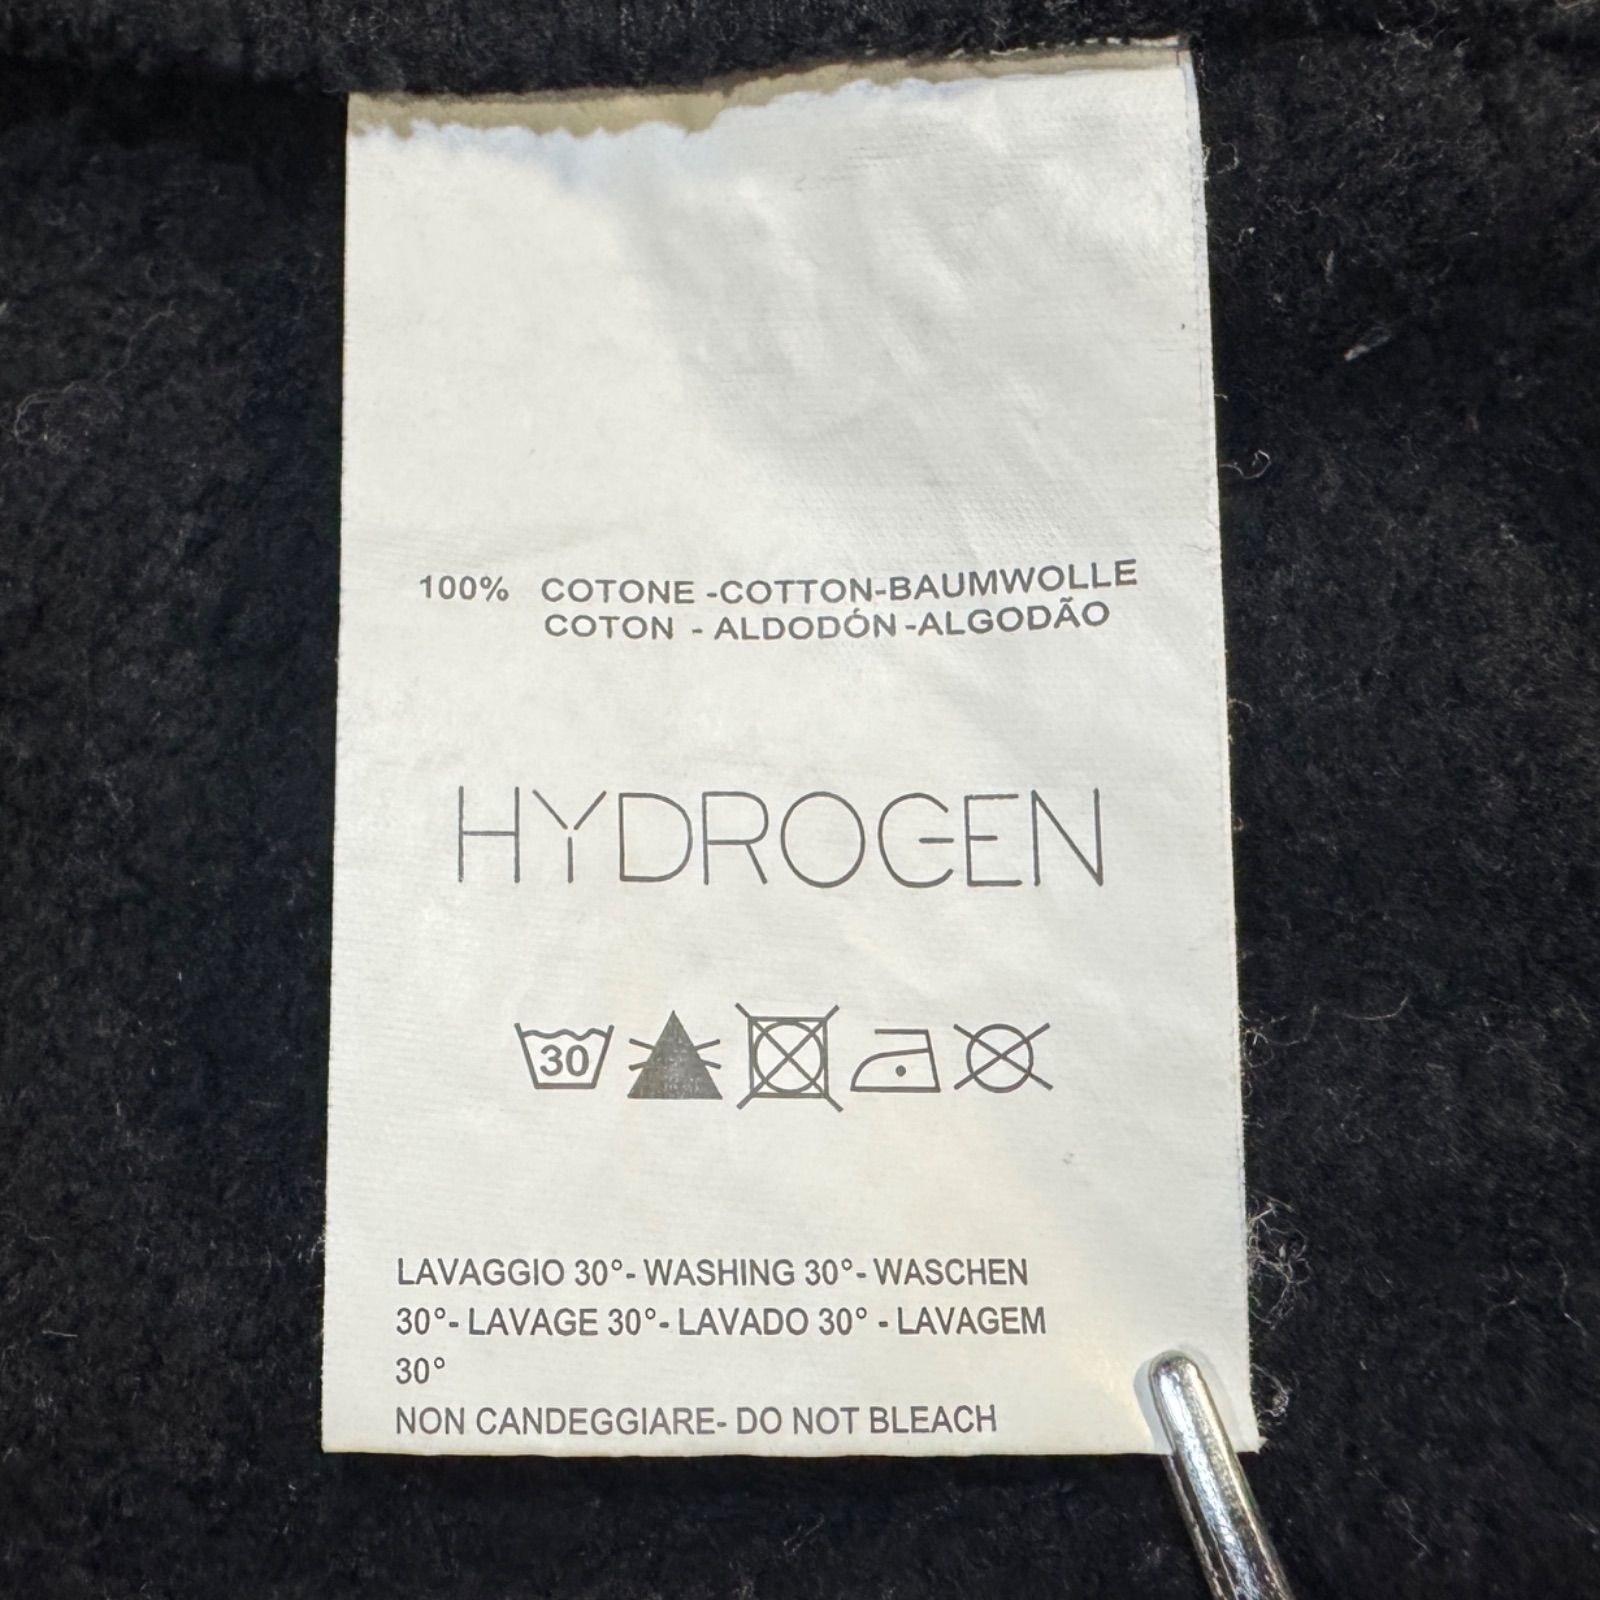 100% COTONE -COTTON-BAUMWOLLE
COTON - ALDODÓN -ALGODÃO
HYDROGEN
30
LAVAGGIO 30°- WASHING 30°- WASCHEN
30°- LAVAGE 30°- LAVADO 30° - LAVAGEM
30°
NON CANDEGGIARE- DO NOT BLEACH